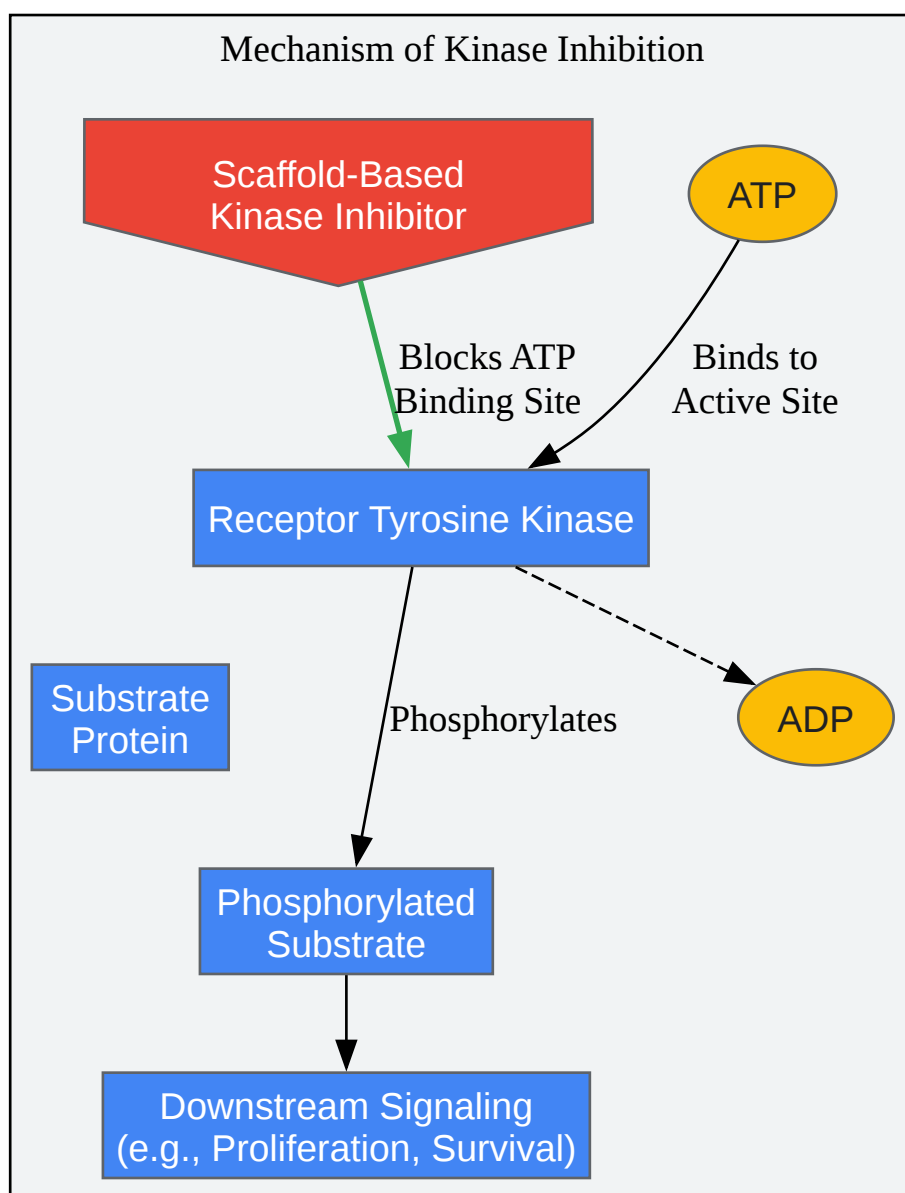 Mechanism of Kinase Inhibition
Scaffold-Based
Kinase Inhibitor
ATP
Blocks ATP
Binding Site
Binds to
Active Site
Receptor Tyrosine Kinase
Substrate
Protein
Phosphorylates
ADP
Phosphorylated
Substrate
Downstream Signaling
(e.g., Proliferation, Survival)